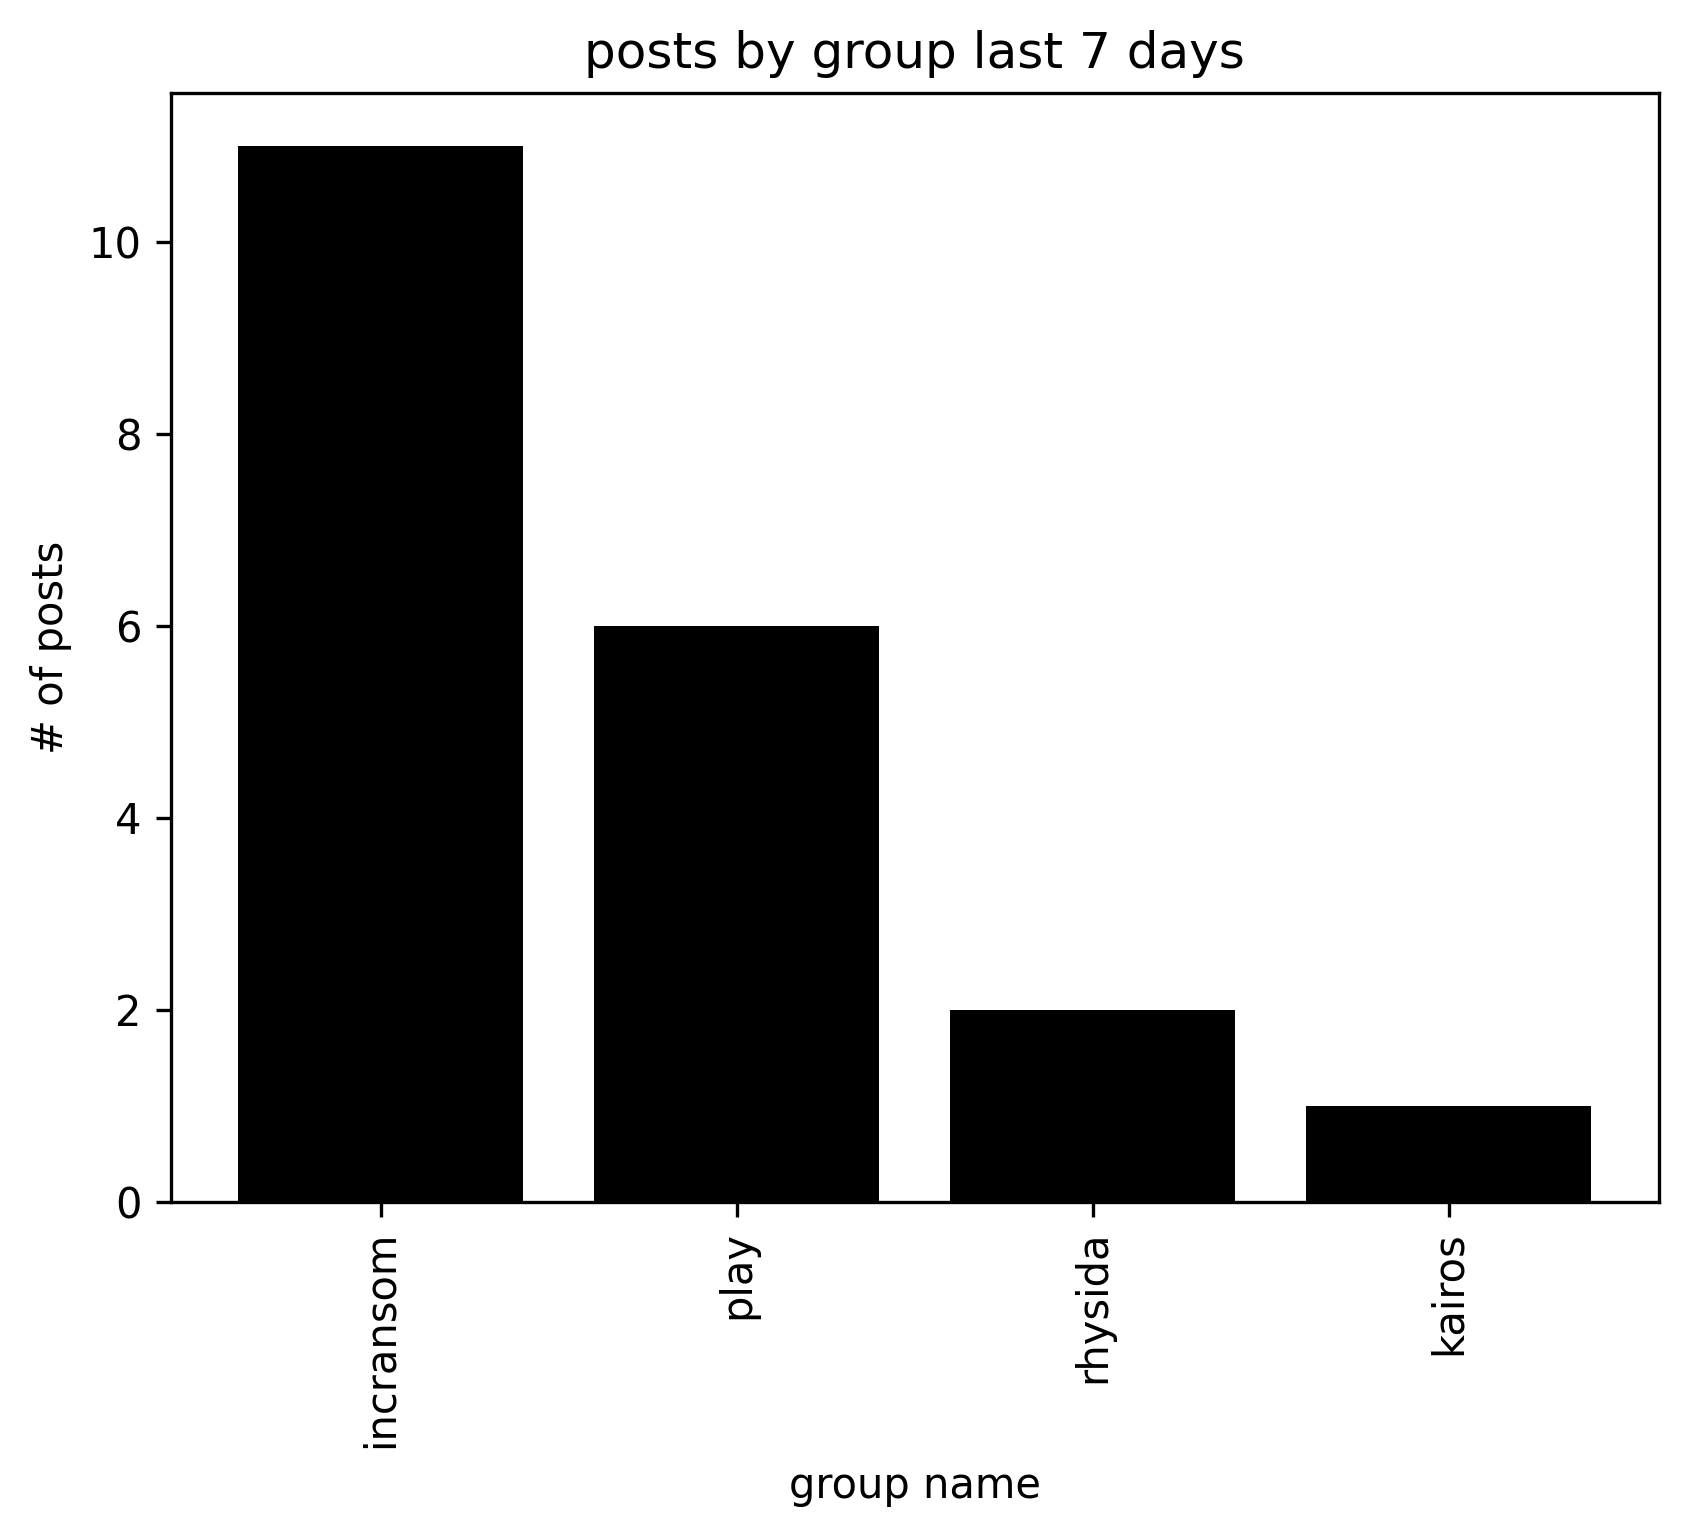 posts by group last 7 days
# of posts
10
8
6
4
2
0
incransom
play
rhysida
kairos
group name